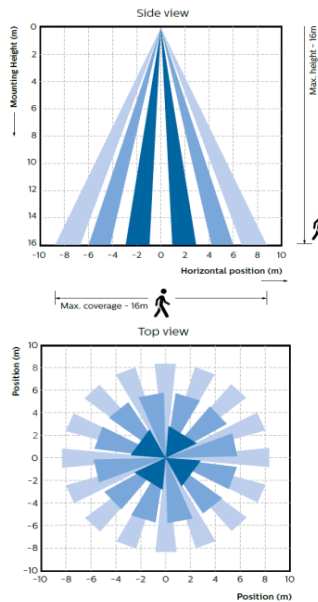 Side view
Mounting Height (m)
0
2
4
6
8
10
12
14
16
-10 -8 -6 -4 -2 0 2 4 6 8 10
Horizontal position (m)
Max. height - 16m
Max. coverage - 16m
Top view
Position (m)
10
8
6
4
2
0
-2
-4
-6
-8
-10
-10 -8 -6 -4 -2 0 2 4 6 8 10
Position (m)